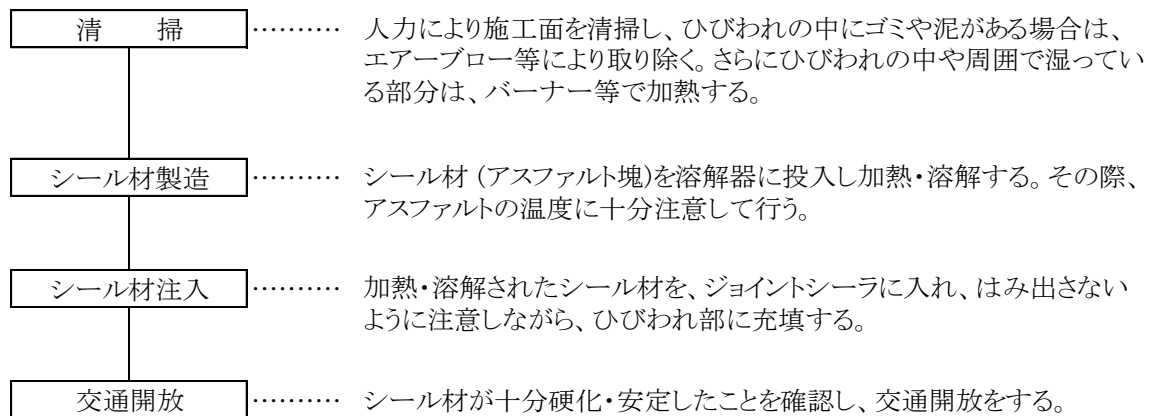 清　掃 ………… 人力により施工面を清掃し、ひびわれの中にゴミや泥がある場合は、
エアーブロー等により取り除く。さらにひびわれの中や周囲で湿ってい
る部分は、バーナー等で加熱する。
シール材製造 ………… シール材 (アスファルト塊)を溶解器に投入し加熱・溶解する。その際、
アスファルトの温度に十分注意して行う。
シール材注入 ………… 加熱・溶解されたシール材を、ジョイントシーラに入れ、はみ出さない
ように注意しながら、ひびわれ部に充填する。
交通開放 ………… シール材が十分硬化・安定したことを確認し、交通開放をする。